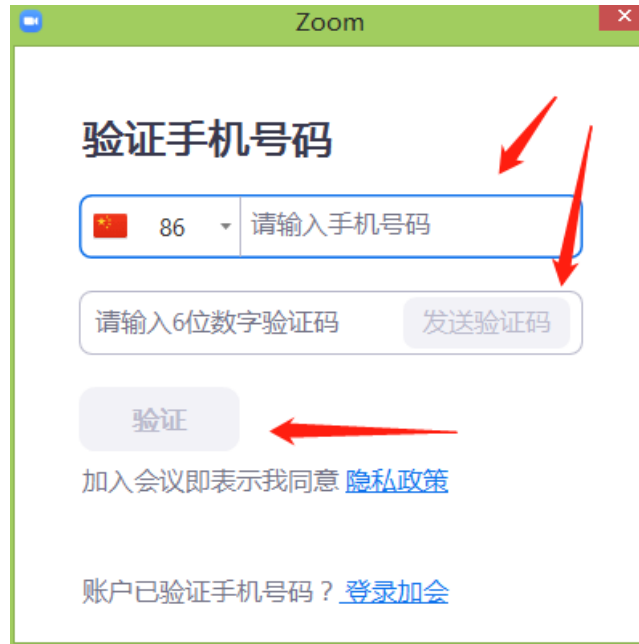 Zoom
验证手机号码
86 请输入手机号码
请输入6位数字验证码 发送验证码
验证
加入会议即表示我同意 隐私政策
账户已验证手机号码？登录加会